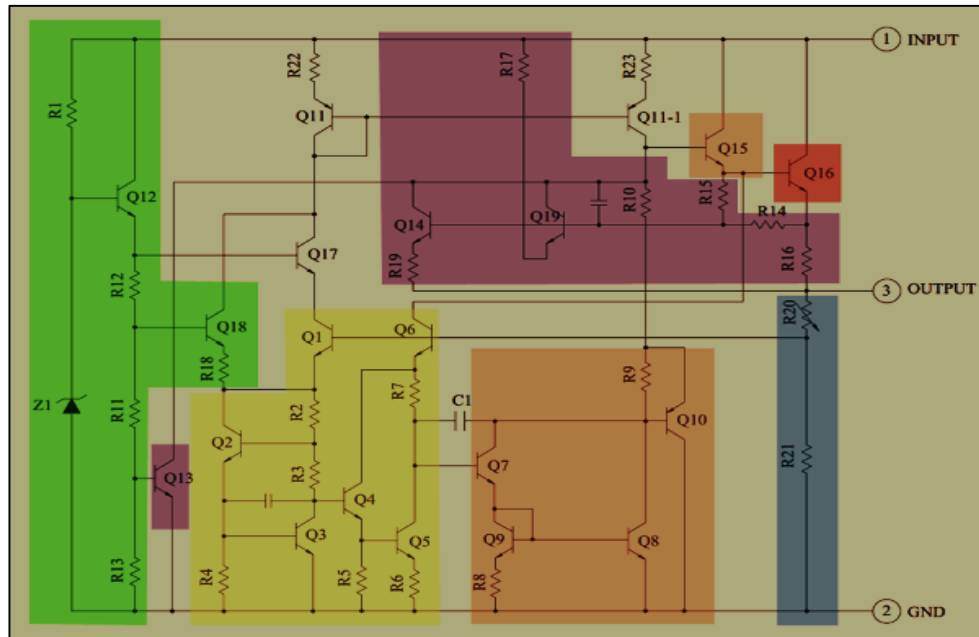 1 INPUT
R1
R22
R17
R23
Q11
Q11-1
Q15
Q16
Q12
R15
R10
R14
Q14
Q19
Q17
R12
R19
R16
3 OUTPUT
R20
Q18
Q1
Q6
R18
R7
R9
Z1
R11
R2
C1
Q10
Q2
R3
Q7
R21
Q13
Q4
Q3
Q5
Q9
Q8
R13
R4
R5
R6
R8
2 GND